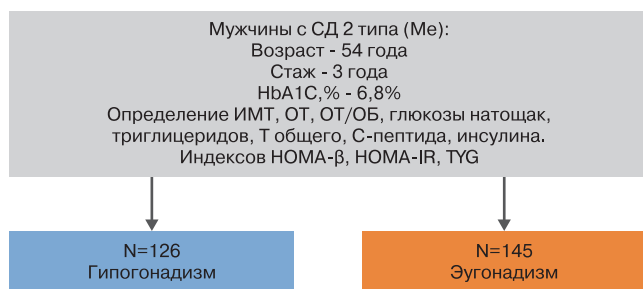 Мужчины с СД 2 типа (Me):
Возраст - 54 года
Стаж - 3 года
HbA1C,% - 6,8%
Определение ИМТ, ОТ, ОТ/ОБ, глюкозы натощак,
триглицеридов, Т общего, С-пептида, инсулина.
Индексов HOMA-β, HOMA-IR, TYG
N=126
Гипогонадизм
N=145
Эугонадизм